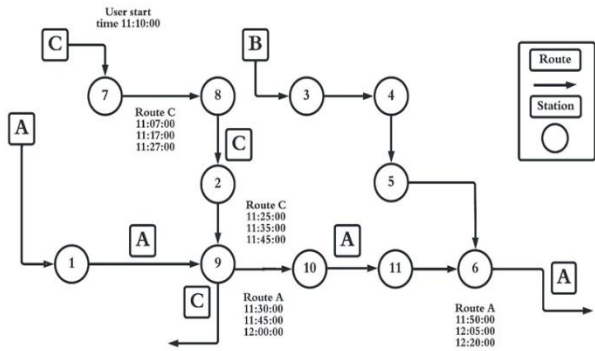 User start
time 11:10:00
C
B
Route
Station
7
8
3
4
Route C
11:07:00
11:17:00
11:27:00
A
C
2
5
Route C
11:25:00
11:35:00
11:45:00
A
A
1
9
10
11
6
A
C
Route A
11:30:00
11:45:00
12:00:00
Route A
11:50:00
12:05:00
12:20:00